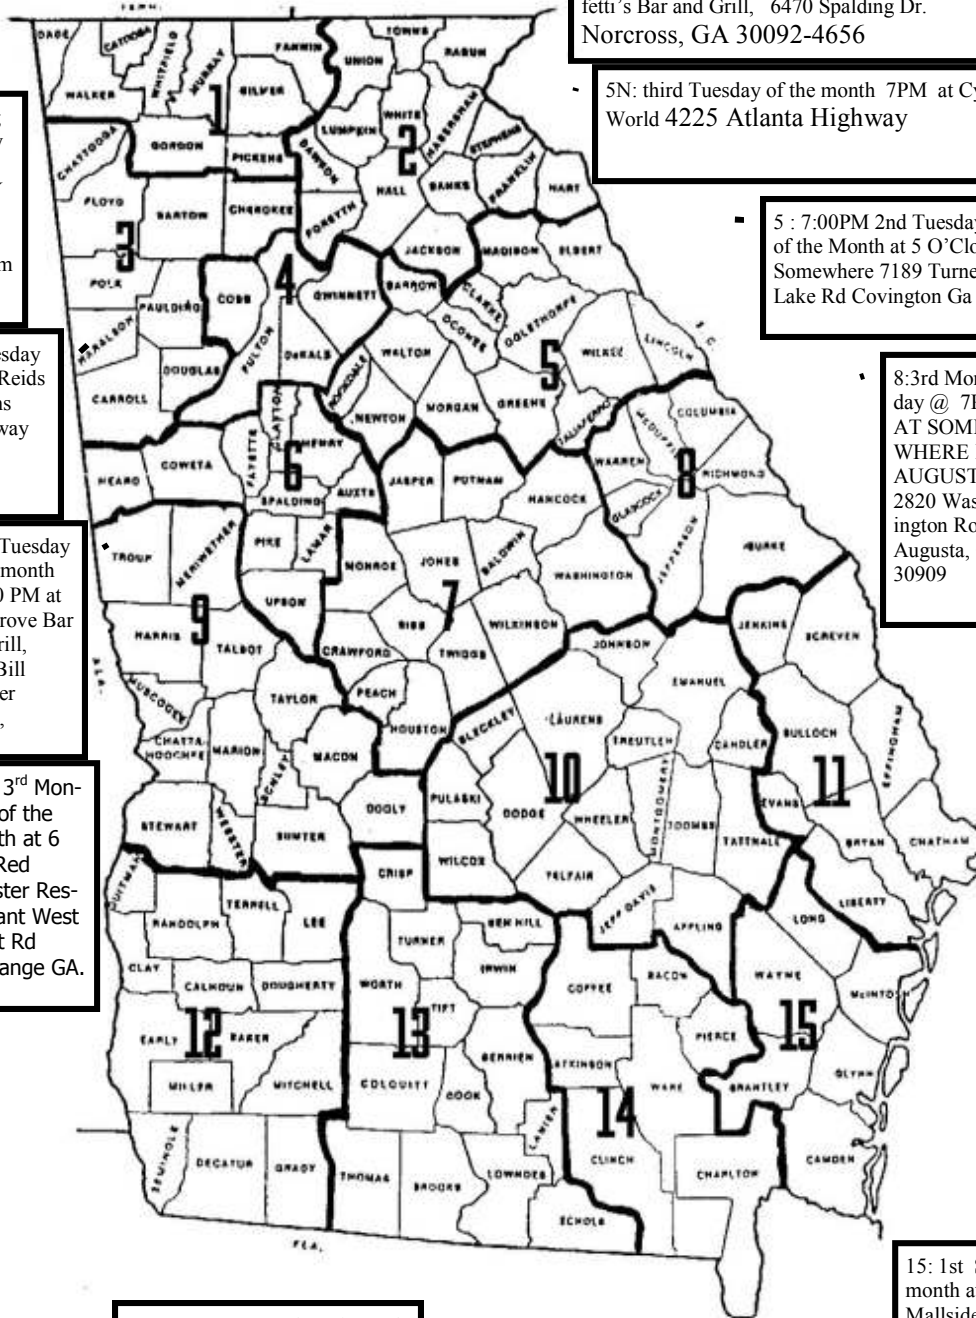 fetti's Bar and Grill, 6470 Spalding Dr.
Norcross, GA 30092-4656
5N: third Tuesday of the month 7PM at Cy
World 4225 Atlanta Highway
5 : 7:00PM 2nd Tuesday
of the Month at 5 O'Clo
Somewhere 7189 Turne
Lake Rd Covington Ga
8:3rd Mon
day @ 7P
AT SOME
WHERE
AUGUST
2820 Was
ington Ro
Augusta,
30909
m
esday
Reids
ns
way
Tuesday
month
0 PM at
rove Bar
rill,
Bill
er
,
3rd Mon-
of the
th at 6
Red
ster Res-
ant West
t Rd
ange GA.
15: 1st S
month a
Mallside
DADE
CATOOSA
WHITFIELD
MURRAY
FANNIN
UNION
TOWNS
RABUN
WALKER
1
GILMER
LUMPKIN
WHITE
HABERSHAM
STEPHENS
CHATTOOGA
GORDON
PICKENS
DAWSON
2
HALL
BANKS
FRANKLIN
HART
FLOYD
BARTOW
CHEROKEE
FORSYTH
JACKSON
MADISON
ELBERT
3
POLK
PAULDING
COBB
4
GWINNETT
BARROW
CLARKE
OCONEE
OGLETHORPE
HARALSON
DOUGLAS
FULTON
DeKALB
ROCKDALE
WALTON
5
WILKES
LINCOLN
S. C.
CARROLL
CLAYTON
NEWTON
MORGAN
GREENE
TALIAFERRO
McDUFFIE
COLUMBIA
HEARD
COWETA
FAYETTE
6
HENRY
SPALDING
BUTTS
JASPER
PUTNAM
HANCOCK
WARREN
8
RICHMOND
GLASCOCK
TROUP
MERIWETHER
PIKE
LAMAR
MONROE
JONES
BALDWIN
WASHINGTON
JEFFERSON
BURKE
UPSON
9
HARRIS
TALBOT
CRAWFORD
BIBB
7
TWIGGS
WILKINSON
JOHNSON
JENKINS
SCREVEN
ALA.
MUSCOGEE
TAYLOR
PEACH
HOUSTON
BLECKLEY
LAURENS
EMANUEL
CHATTA-
HOOCHEE
MARION
SCHLEY
MACON
TREUTLEN
CANDLER
BULLOCH
EFFINGHAM
11
STEWART
WEBSTER
SUMTER
DOOLY
PULASKI
10
DODGE
WHEELER
MONTGOMERY
TOOMBS
TATTNALL
EVANS
BRYAN
CHATHAM
QUITMAN
RANDOLPH
TERRELL
LEE
CRISP
WILCOX
TELFAIR
JEFF DAVIS
APPLING
LONG
LIBERTY
CLAY
CALHOUN
DOUGHERTY
WORTH
TURNER
BEN HILL
IRWIN
COFFEE
BACON
WAYNE
McINTOSH
EARLY
12
BAKER
13
TIFT
BERRIEN
ATKINSON
PIERCE
15
GLYNN
MILLER
MITCHELL
COLQUITT
COOK
LANIER
14
WARE
BRANTLEY
SEMINOLE
DECATUR
GRADY
THOMAS
BROOKS
LOWNDES
CLINCH
CHARLTON
CAMDEN
ECHOLS
FLA.